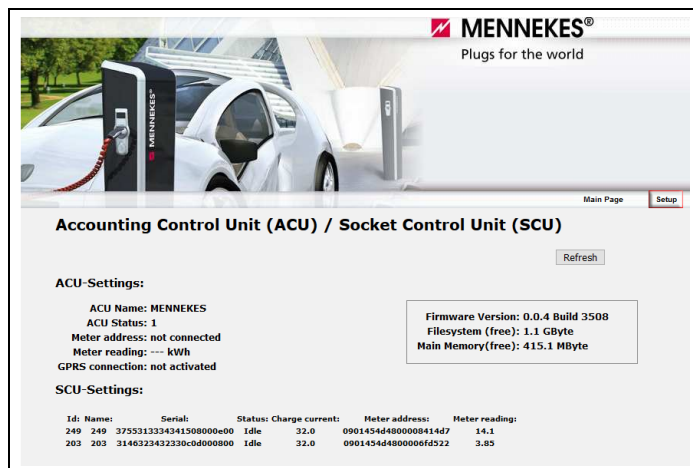 MENNEKES®
Plugs for the world
MENNEKES®
Main Page Setup
Accounting Control Unit (ACU) / Socket Control Unit (SCU)
Refresh
ACU-Settings:
ACU Name: MENNEKES
ACU Status: 1
Meter address: not connected
Meter reading: --- kWh
GPRS connection: not activated
Firmware Version: 0.0.4 Build 3508
Filesystem (free): 1.1 GByte
Main Memory(free): 415.1 MByte
SCU-Settings:
Id: Name: Serial: Status: Charge current: Meter address: Meter reading:
249 249 3755313334341508000e00 Idle 32.0 0901454d4800008414d7 14.1
203 203 3146323432330c0d000800 Idle 32.0 0901454d4800006fd522 3.85